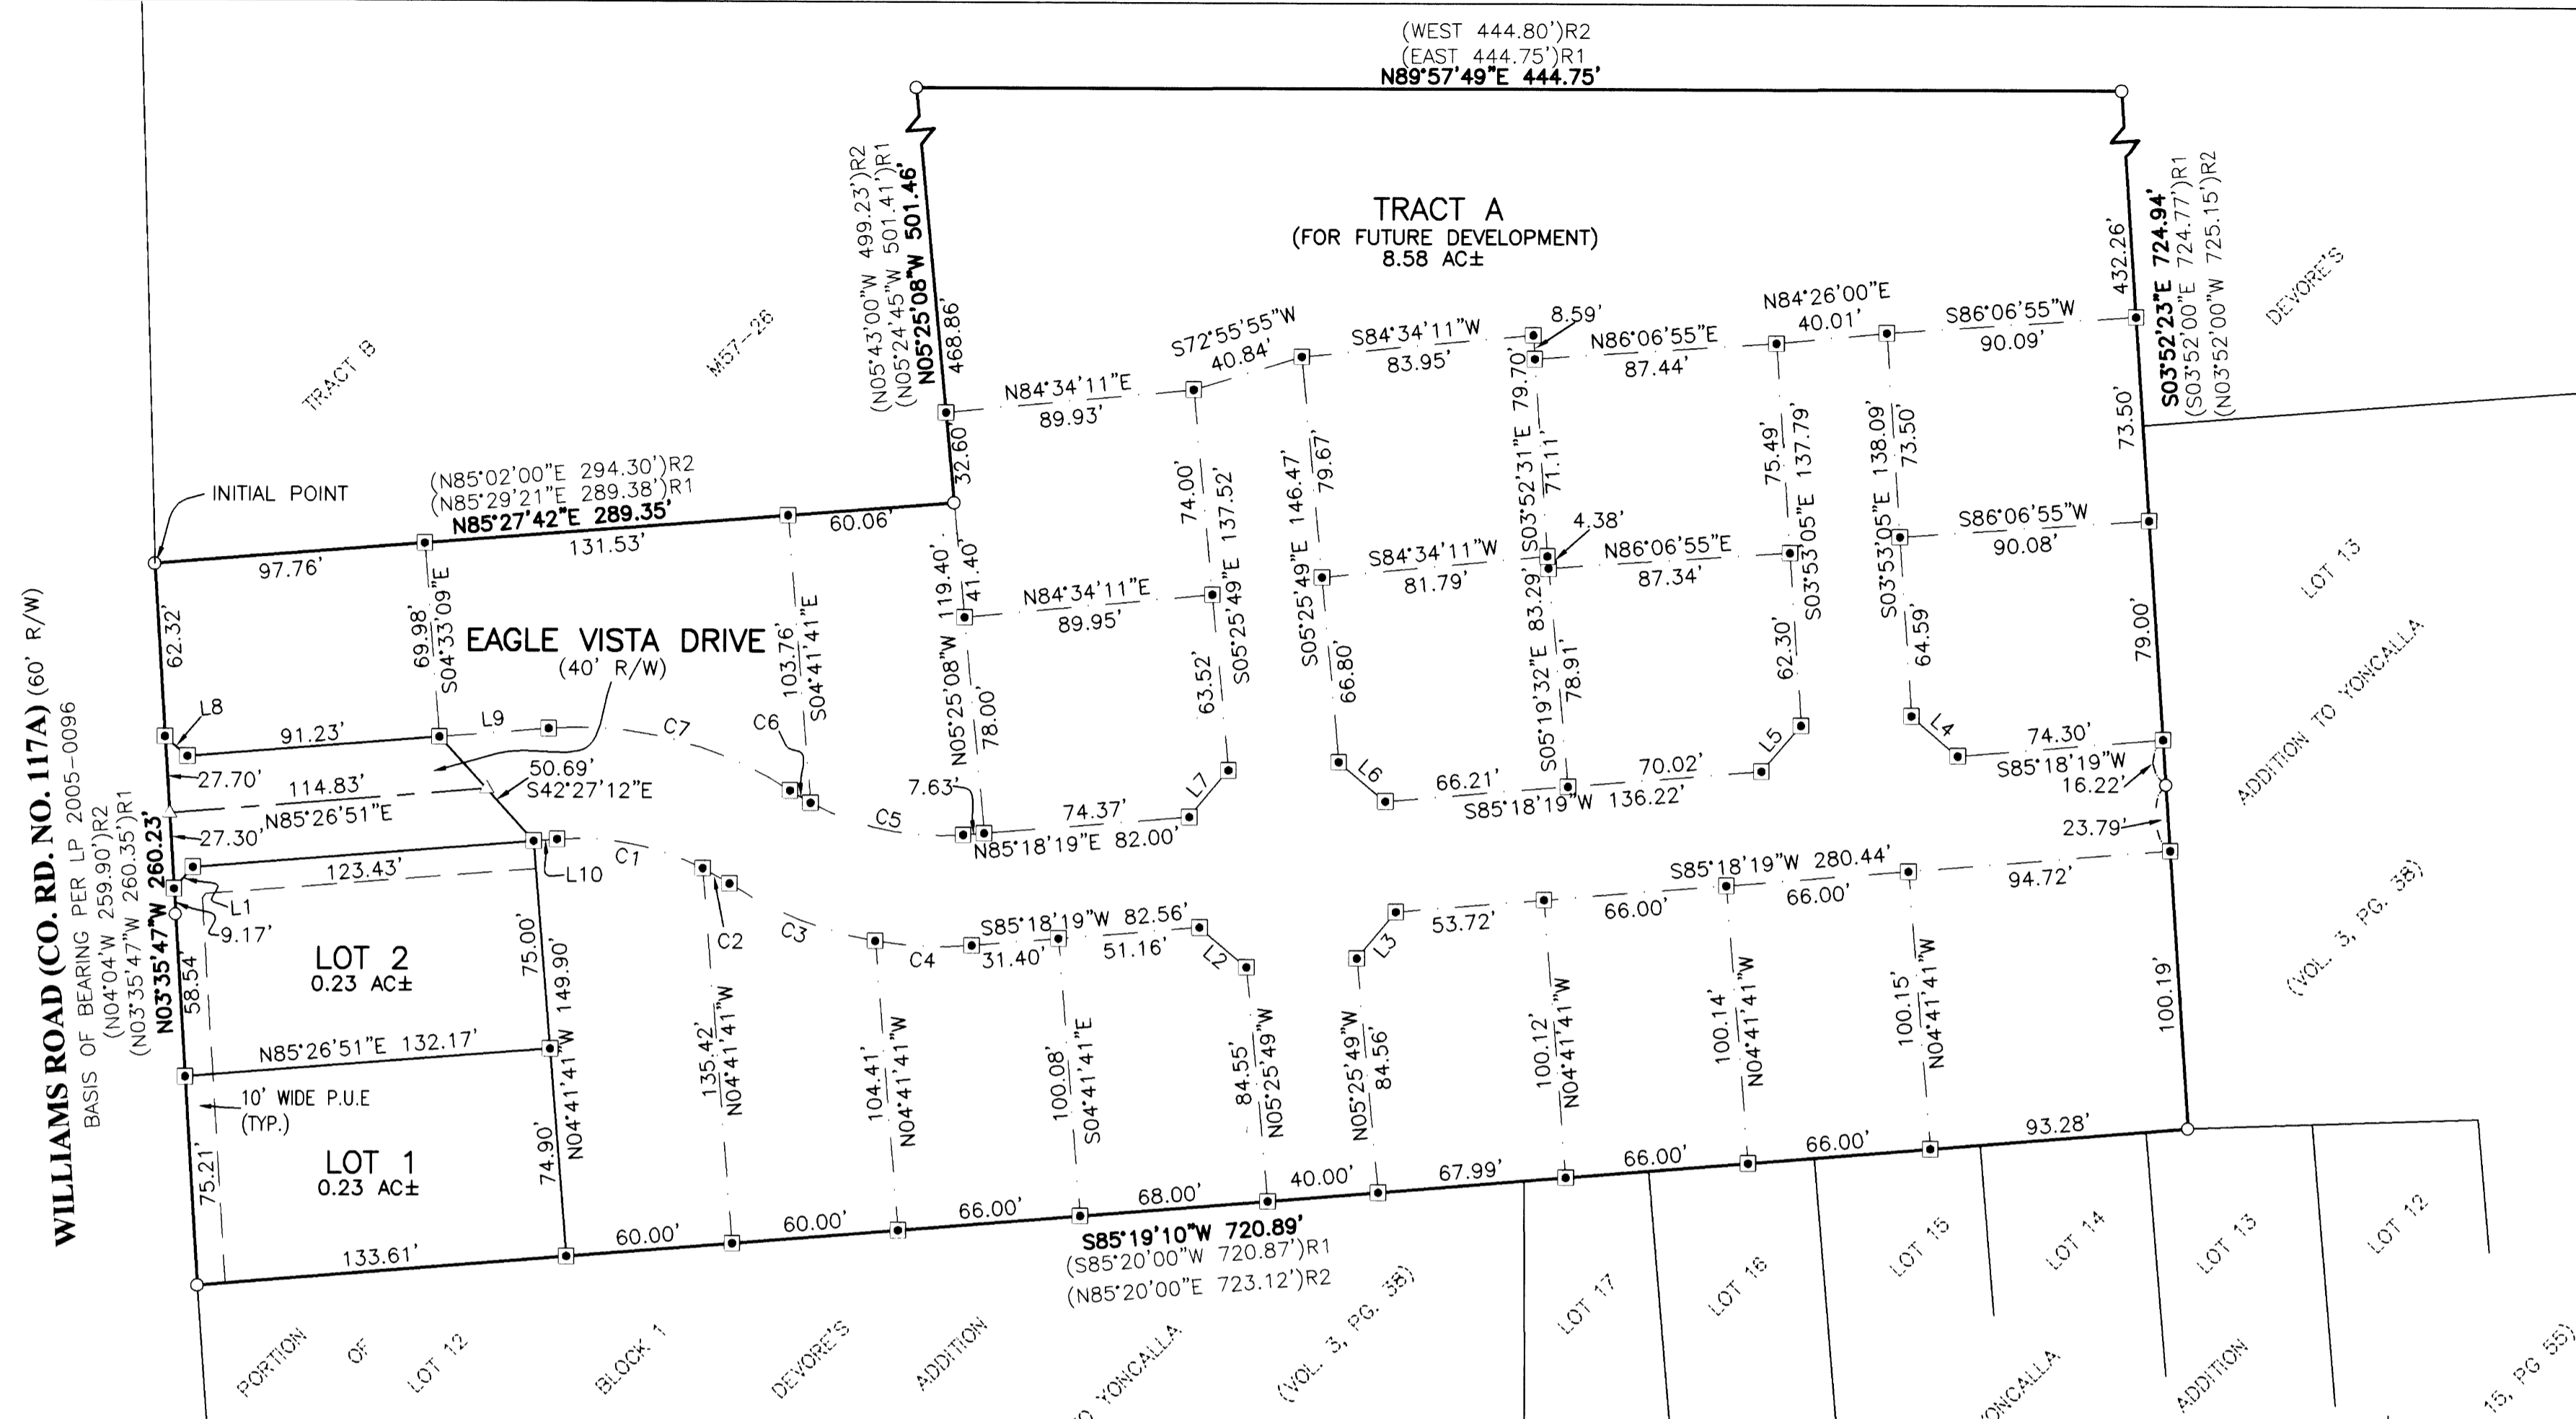 (WEST 444.80')R2
(EAST 444.75')R1
N89°57'49"E 444.75'
(N05°43'00"W 499.23')R2
(N05°24'45"W 501.41')R1
N05°25'08"W 501.46'
468.86'
32.60'
TRACT A
(FOR FUTURE DEVELOPMENT)
8.58 AC±
432.26'
S03°52'23"E 724.94'
(S03°52'00"E 724.77')R1
(N03°52'00"W 725.15')R2
DEVORE'S
TRACT B
M57-26
S72°55'55"W
40.84'
S84°34'11"W
83.95'
8.59'
N86°06'55"E
87.44'
N84°26'00"E
40.01'
S86°06'55"W
90.09'
N84°34'11"E
89.93'
74.00'
S05°25'49"E 137.52'
S05°25'49"E 146.47'
79.67'
S03°52'31"E 79.70'
71.11'
75.49'
S03°53'05"E 137.79'
S03°53'05"E 138.09'
73.50'
73.50'
INITIAL POINT
(N85°02'00"E 294.30')R2
(N85°29'21"E 289.38')R1
N85°27'42"E 289.35'
97.76'
131.53'
60.06'
N05°25'08"W 119.40'
41.40'
78.00'
N84°34'11"E
89.95'
S84°34'11"W
81.79'
4.38'
N86°06'55"E
87.34'
S86°06'55"W
90.08'
LOT 13
ADDITION TO YONCALLA
(VOL. 3, PG. 38)
WILLIAMS ROAD (CO. RD. NO. 117A) (60' R/W)
BASIS OF BEARING PER LP 2005-0096
(N04°04'W 259.90')R2
(N03°35'47"W 260.35')R1
N03°35'47"W 260.23'
62.32'
69.98'
S04°33'09"E
EAGLE VISTA DRIVE
(40' R/W)
103.76'
S04°41'41"E
63.52'
66.80'
S05°19'32"E 83.29'
78.91'
62.30'
64.59'
79.00'
L8
91.23'
L9
C7
C6
27.70'
114.83'
N85°26'51"E
50.69'
S42°27'12"E
27.30'
123.43'
L1
9.17'
L10
C1
C2
C3
C4
C5
7.63'
74.37'
N85°18'19"E 82.00'
L7
L6
66.21'
70.02'
S85°18'19"W 136.22'
L5
L4
74.30'
S85°18'19"W
16.22'
23.79'
S85°18'19"W 82.56'
31.40'
51.16'
L2
L3
53.72'
S85°18'19"W 280.44'
66.00'
66.00'
94.72'
LOT 2
0.23 AC±
58.54'
75.00'
N04°41'41"W 149.90'
74.90'
N85°26'51"E 132.17'
10' WIDE P.U.E
(TYP.)
LOT 1
0.23 AC±
75.21'
133.61'
135.42'
N04°41'41"W
104.41'
N04°41'41"W
100.08'
S04°41'41"E
84.55'
N05°25'49"W
N05°25'49"W
84.56'
100.12'
N04°41'41"W
100.14'
N04°41'41"W
100.15'
N04°41'41"W
100.19'
60.00'
60.00'
66.00'
68.00'
40.00'
67.99'
66.00'
66.00'
93.28'
S85°19'10"W 720.89'
(S85°20'00"W 720.87')R1
(N85°20'00"E 723.12')R2
PORTION OF LOT 12 BLOCK 1 DEVORE'S ADDITION
YONCALLA
(VOL. 3, PG. 38)
LOT 17
LOT 16
LOT 15
LOT 14
LOT 13
LOT 12
ADDITION
15, PG 55)